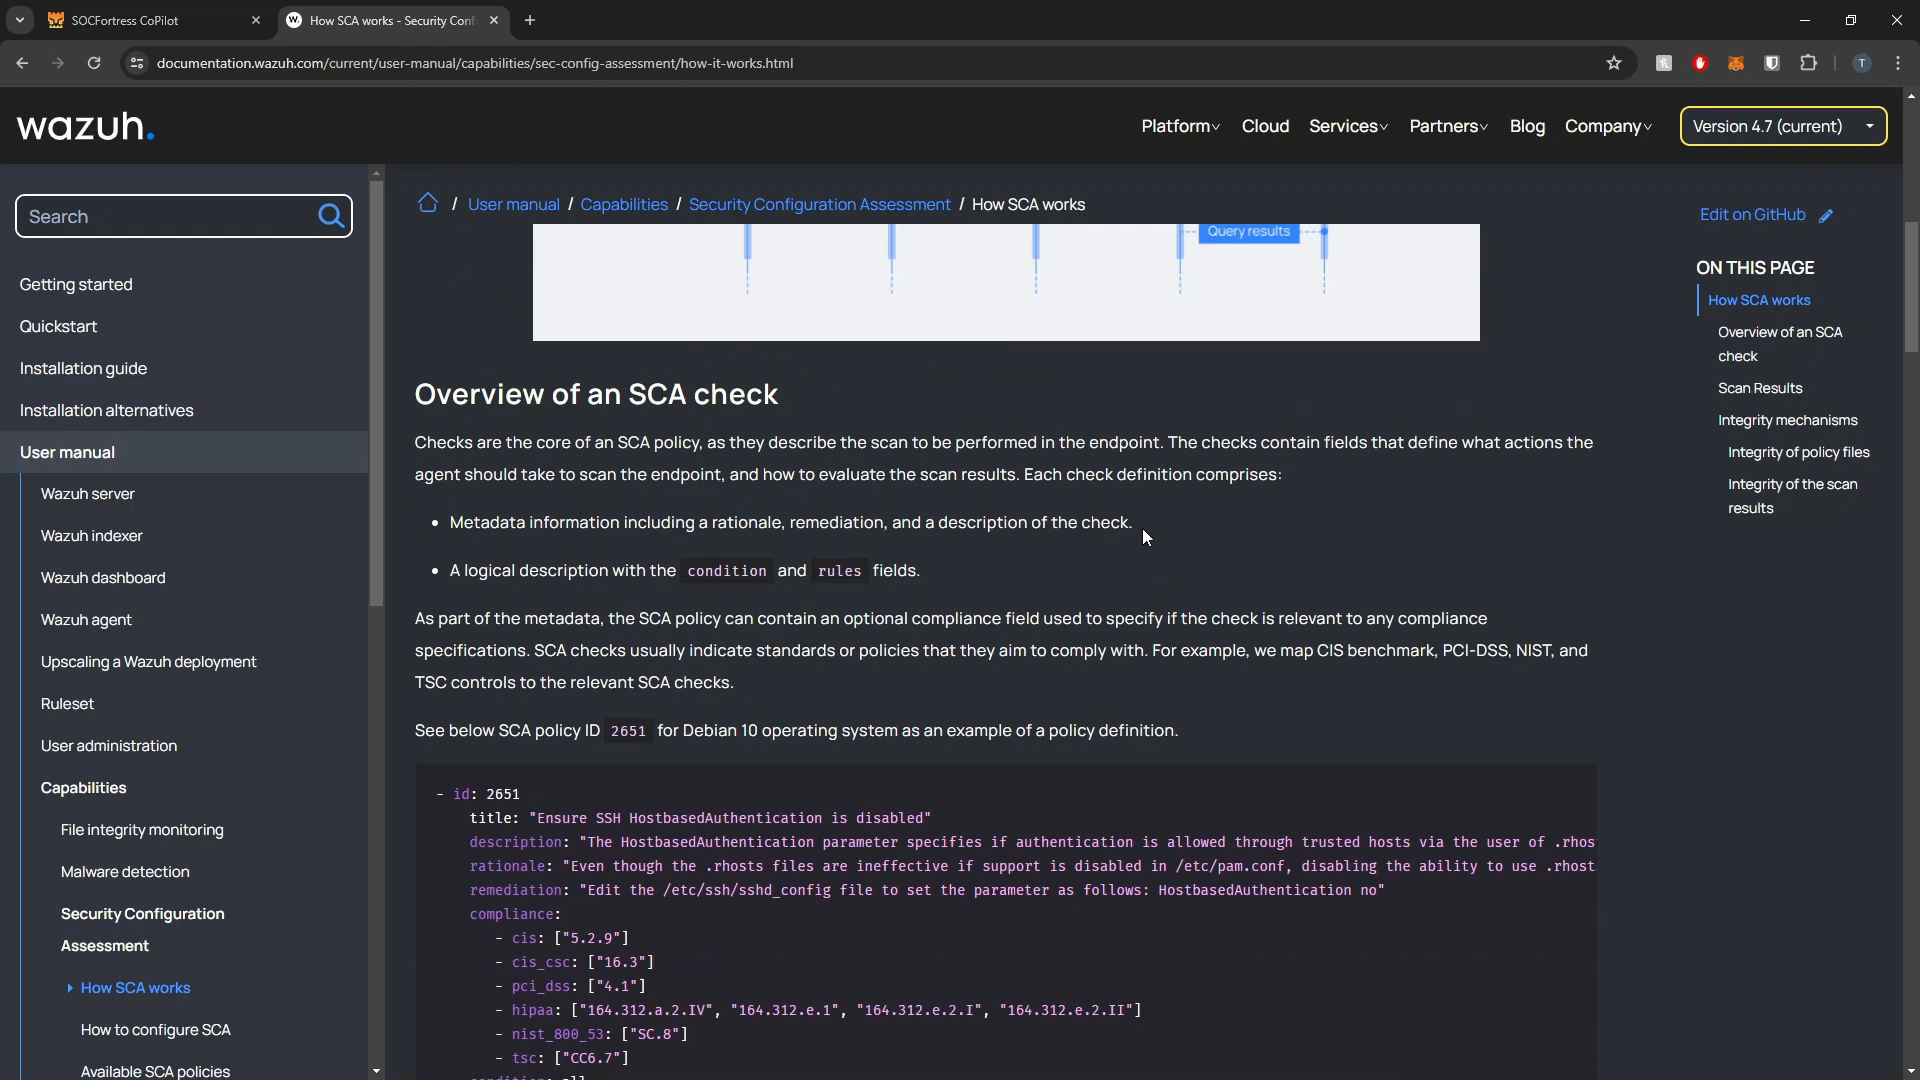 SOCFortress CoPilot
How SCA works - Security Conf
documentation.wazuh.com/current/user-manual/capabilities/sec-config-assessment/how-it-works.html
T
wazuh.
Platform
Cloud
Services
Partners
Blog
Company
Version 4.7 (current)
Search
Getting started
Quickstart
Installation guide
Installation alternatives
User manual
Wazuh server
Wazuh indexer
Wazuh dashboard
Wazuh agent
Upscaling a Wazuh deployment
Ruleset
User administration
Capabilities
File integrity monitoring
Malware detection
Security Configuration
Assessment
How SCA works
How to configure SCA
Available SCA policies
/ User manual / Capabilities / Security Configuration Assessment / How SCA works
Query results
Overview of an SCA check
Checks are the core of an SCA policy, as they describe the scan to be performed in the endpoint. The checks contain fields that define what actions the
agent should take to scan the endpoint, and how to evaluate the scan results. Each check definition comprises:
• Metadata information including a rationale, remediation, and a description of the check.
• A logical description with the condition and rules fields.
As part of the metadata, the SCA policy can contain an optional compliance field used to specify if the check is relevant to any compliance
specifications. SCA checks usually indicate standards or policies that they aim to comply with. For example, we map CIS benchmark, PCI-DSS, NIST, and
TSC controls to the relevant SCA checks.
See below SCA policy ID 2651 for Debian 10 operating system as an example of a policy definition.
- id: 2651
title: "Ensure SSH HostbasedAuthentication is disabled"
description: "The HostbasedAuthentication parameter specifies if authentication is allowed through trusted hosts via the user of .rhos
rationale: "Even though the .rhosts files are ineffective if support is disabled in /etc/pam.conf, disabling the ability to use .rhost
remediation: "Edit the /etc/ssh/sshd_config file to set the parameter as follows: HostbasedAuthentication no"
compliance:
- cis: ["5.2.9"]
- cis_csc: ["16.3"]
- pci_dss: ["4.1"]
- hipaa: ["164.312.a.2.IV", "164.312.e.1", "164.312.e.2.I", "164.312.e.2.II"]
- nist_800_53: ["SC.8"]
- tsc: ["CC6.7"]
Edit on GitHub
ON THIS PAGE
How SCA works
Overview of an SCA
check
Scan Results
Integrity mechanisms
Integrity of policy files
Integrity of the scan
results